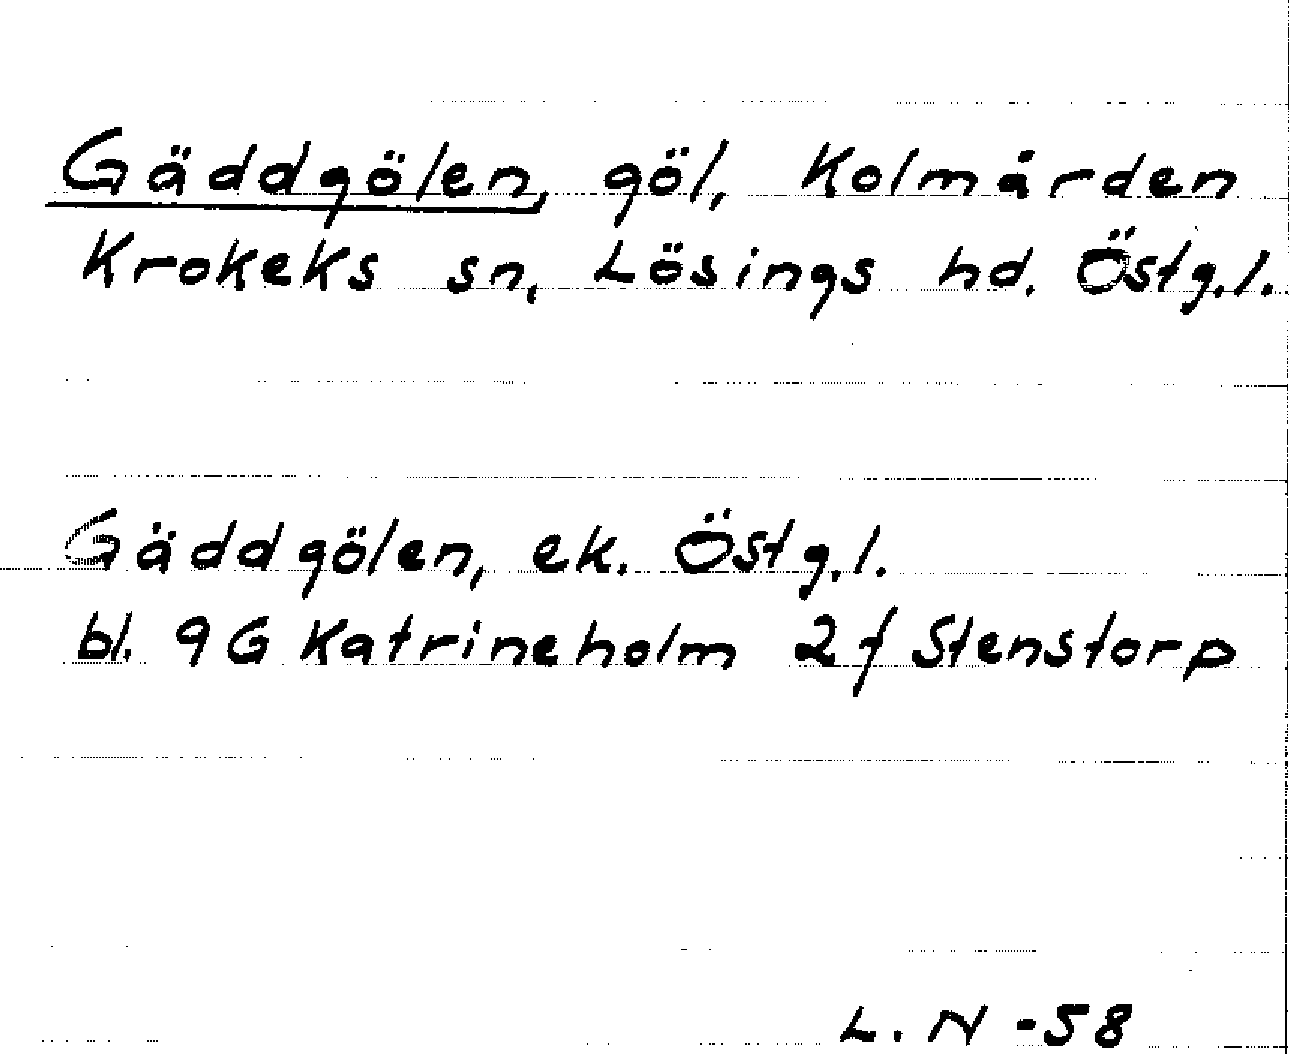 Gäddgölen, göl, Kolmården
Krokeks sn, Lösings hd. Östg.l.
Gäddgölen, ek. Östg.l.
bl. 9G Katrineholm 2f Stenstorp
L. N -58